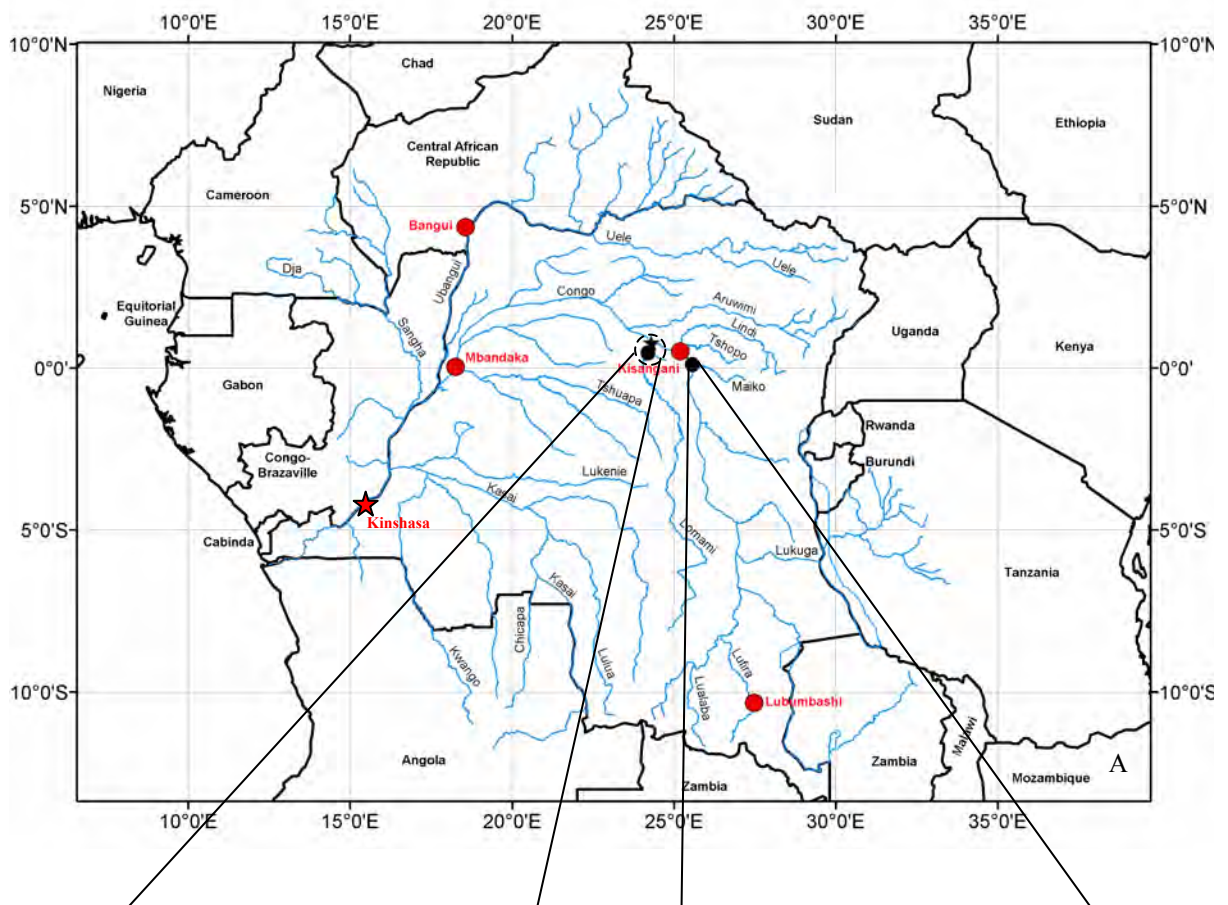 10°0'E 15°0'E 20°0'E 25°0'E 30°0'E 35°0'E
10°0'N 10°0'N
Chad
Nigeria
Sudan
Ethiopia
Central African
Republic
Cameroon
5°0'N 5°0'N
Bangui
Uele
Uele
Dja
Ubangui
Congo
Aruwimi
Equitorial
Guinea
Lindi
Uganda
Kenya
Sangha
Tshopo
Mbandaka
0°0' 0°0'
Kisangani
Gabon
Tshuapa
Maiko
Rwanda
Congo-
Brazaville
Burundi
Lukenie
Kasai
Kinshasa
5°0'S 5°0'S
Cabinda
Lomami
Lukuga
Tanzania
Kasai
Chicapa
Kwango
Lulua
Lufira
Lualaba
10°0'S 10°0'S
Lubumbashi
Malawi
Angola
Zambia
A
Zambia
Mozambique
10°0'E 15°0'E 20°0'E 25°0'E 30°0'E 35°0'E